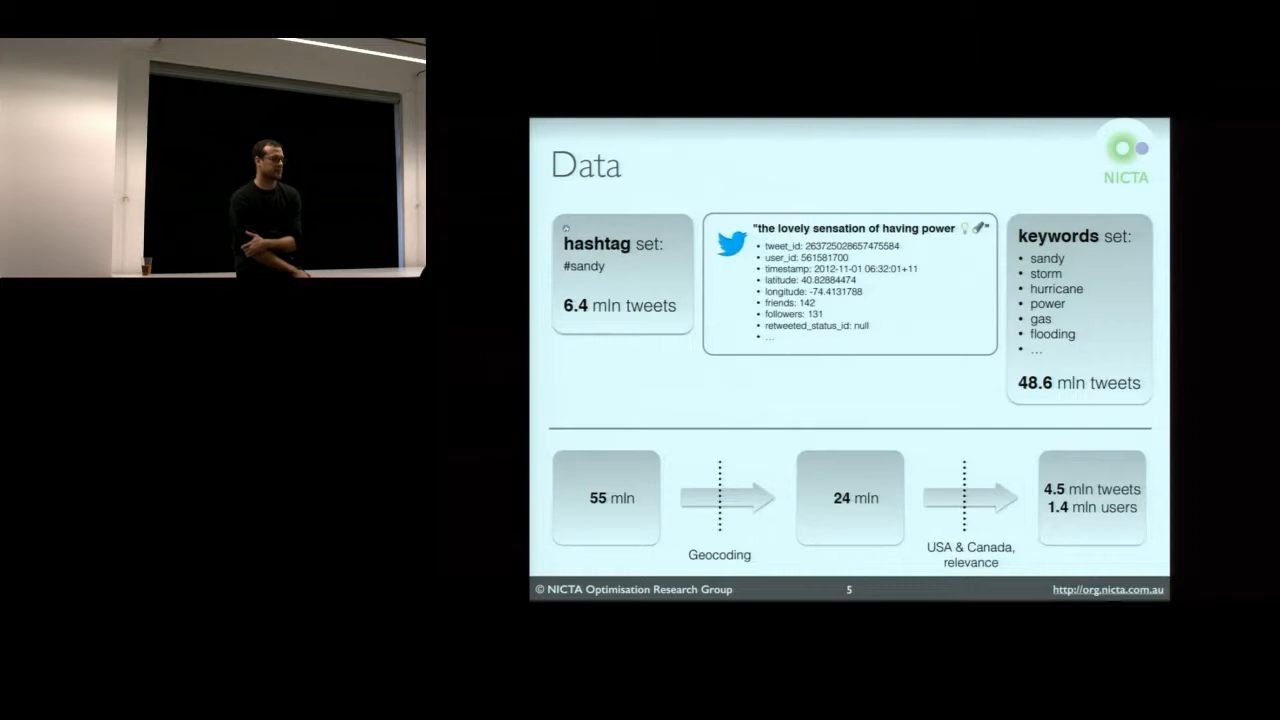 Data
NICTA
hashtag set:
#sandy
6.4 mln tweets
"the lovely sensation of having power 💡🔌"
• tweet_id: 263725028657475584
• user_id: 561581700
• timestamp: 2012-11-01 06:32:01+11
• latitude: 40.82884474
• longitude: -74.4131788
• friends: 142
• followers: 131
• retweeted_status_id: null
• ...
keywords set:
• sandy
• storm
• hurricane
• power
• gas
• flooding
• ...
48.6 mln tweets
55 mln
Geocoding
24 mln
USA & Canada,
relevance
4.5 mln tweets
1.4 mln users
© NICTA Optimisation Research Group
5
http://org.nicta.com.au